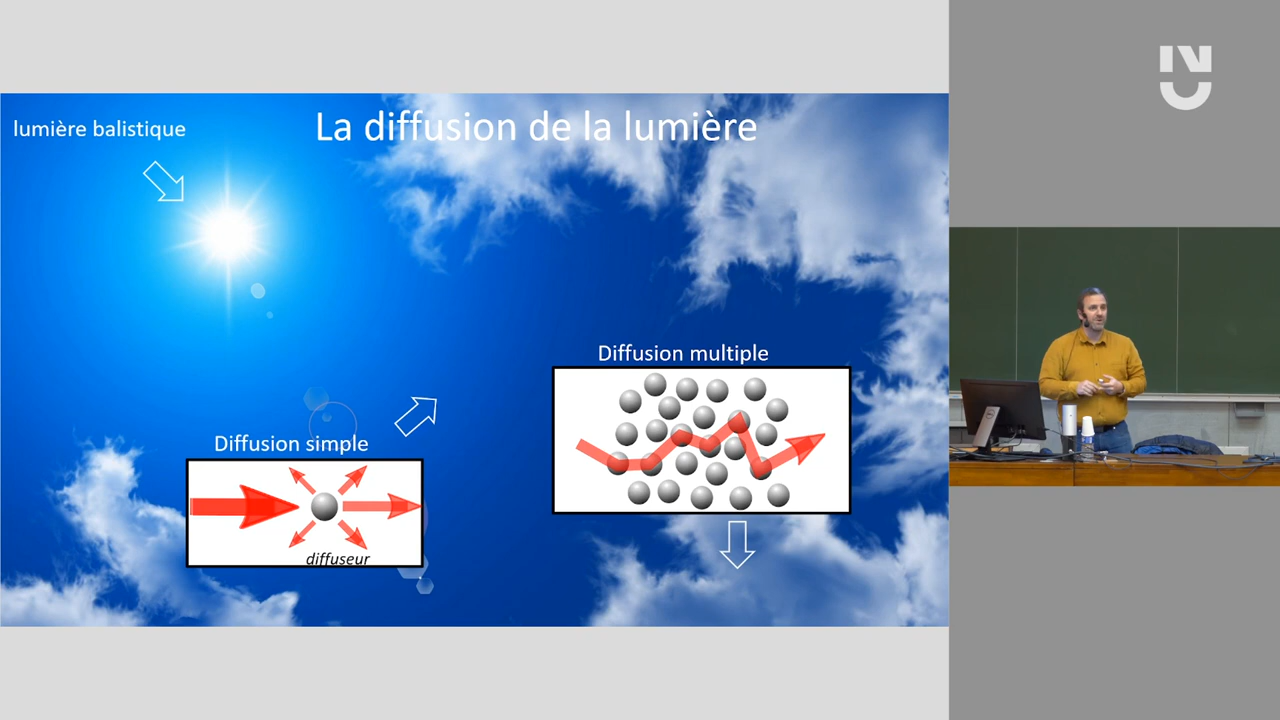 lumière balistique
La diffusion de la lumière
Diffusion multiple
Diffusion simple
diffuseur